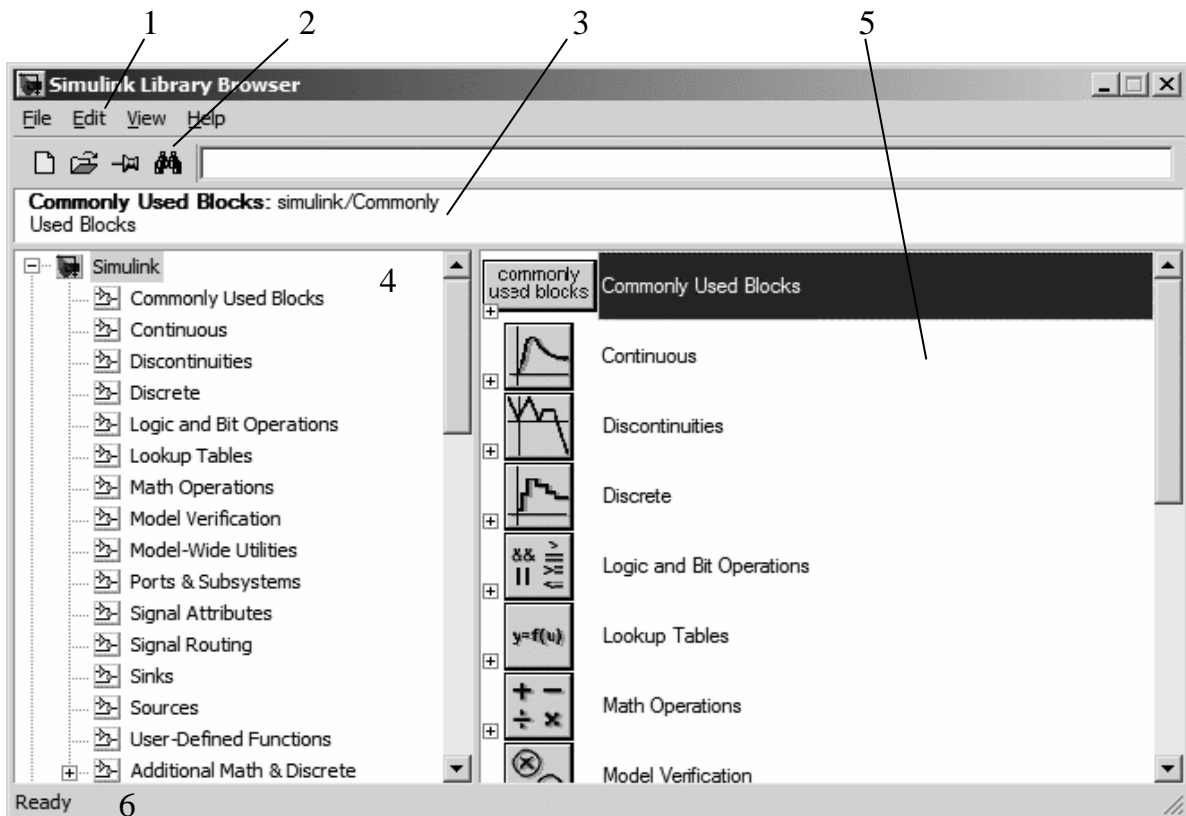 1 2 3 5
Simulink Library Browser
File Edit View Help
Commonly Used Blocks: simulink/Commonly
Used Blocks
Simulink
4
Commonly Used Blocks
Continuous
Discontinuities
Discrete
Logic and Bit Operations
Lookup Tables
Math Operations
Model Verification
Model-Wide Utilities
Ports & Subsystems
Signal Attributes
Signal Routing
Sinks
Sources
User-Defined Functions
Additional Math & Discrete
commonly
used blocks
Commonly Used Blocks
Continuous
Discontinuities
Discrete
&& > = >=
|| <=
Logic and Bit Operations
y=f(u)
Lookup Tables
+ −
÷ ×
Math Operations
Model Verification
Ready
6